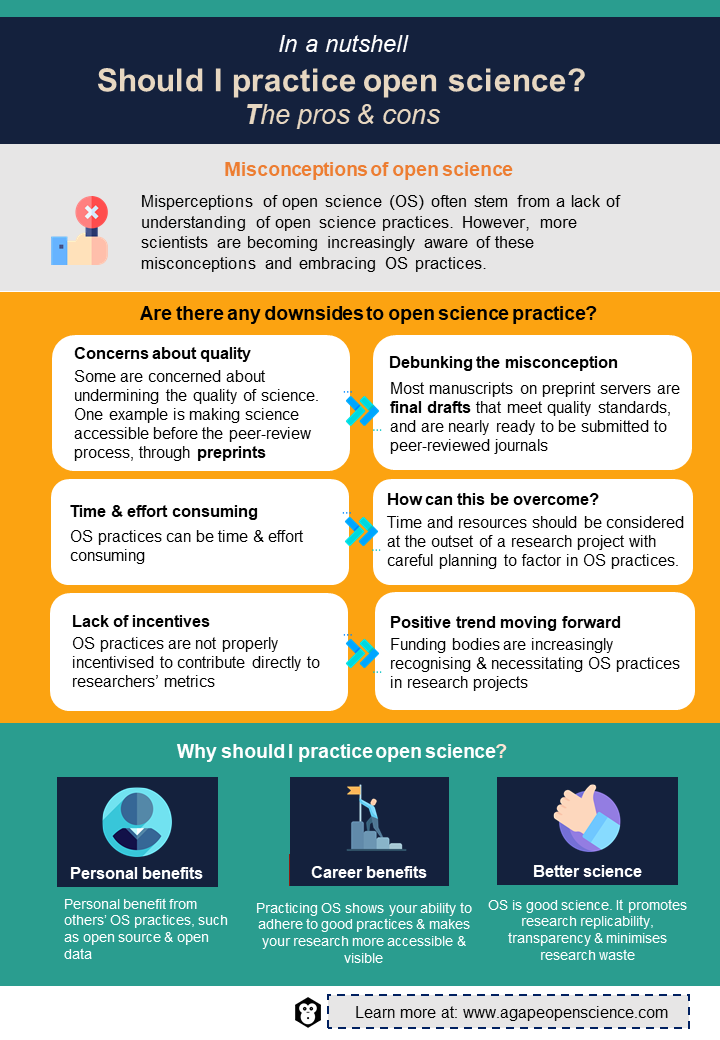 In a nutshell
Should I practice open science?
The pros & cons
Misconceptions of open science
Misperceptions of open science (OS) often stem from a lack of
understanding of open science practices. However, more
scientists are becoming increasingly aware of these
misconceptions and embracing OS practices.
Are there any downsides to open science practice?
Concerns about quality
Some are concerned about
undermining the quality of science.
One example is making science
accessible before the peer-review
process, through preprints
Debunking the misconception
Most manuscripts on preprint servers are
final drafts that meet quality standards,
and are nearly ready to be submitted to
peer-reviewed journals
Time & effort consuming
OS practices can be time & effort
consuming
How can this be overcome?
Time and resources should be considered
at the outset of a research project with
careful planning to factor in OS practices.
Lack of incentives
OS practices are not properly
incentivised to contribute directly to
researchers’ metrics
Positive trend moving forward
Funding bodies are increasingly
recognising & necessitating OS practices
in research projects
Why should I practice open science?
Personal benefits
Personal benefit from
others’ OS practices, such
as open source & open
data
Career benefits
Practicing OS shows your ability to
adhere to good practices & makes
your research more accessible &
visible
Better science
OS is good science. It promotes
research replicability,
transparency & minimises
research waste
Learn more at: www.agapeopenscience.com